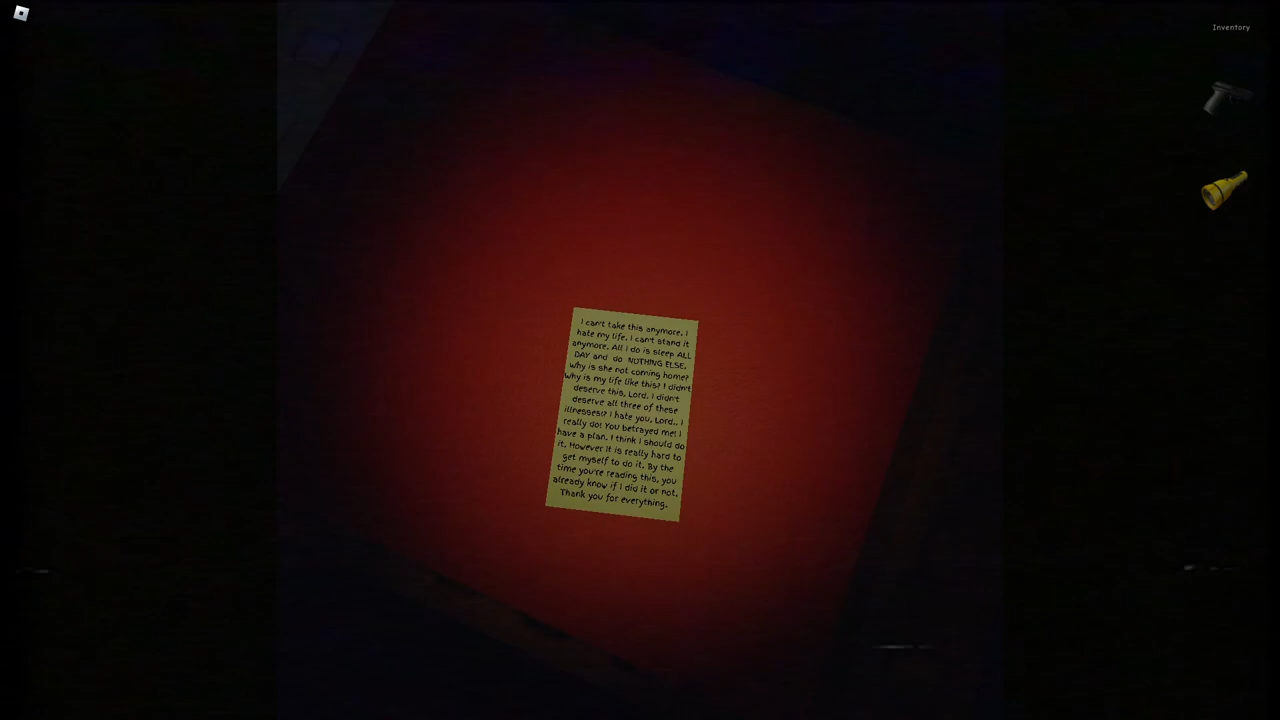 Inventory
I can't take this anymore. I
hate my life. I can't stand it
anymore. All I do is sleep ALL
DAY and do NOTHING ELSE.
Why is she not coming home?
Why is my life like this? I didn't
deserve this, Lord. I didn't
deserve all three of these
illnesses!? I hate you, Lord.. I
really do! You betrayed me! I
have a plan. I think I should do
it. However it is really hard to
get myself to do it. By the
time you're reading this, you
already know if I did it or not.
Thank you for everything.